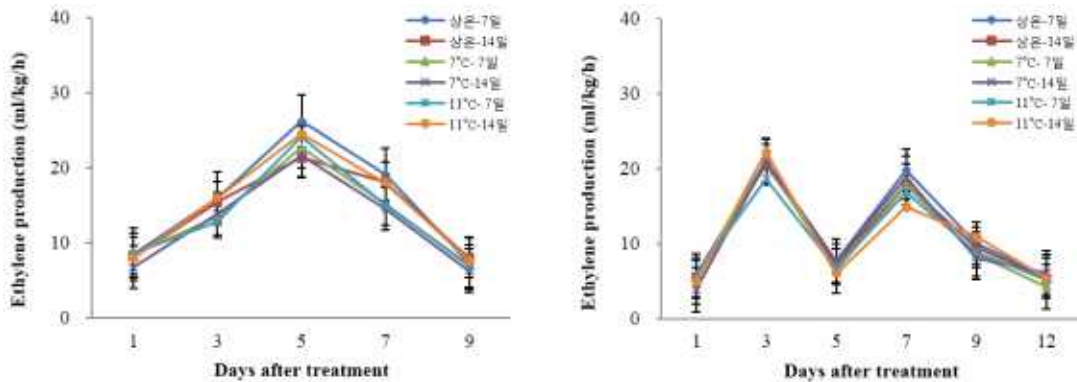 Ethylene production (ml/kg/h)
40
30
20
10
0
상온-7일
상온-14일
7°C- 7일
7°C-14일
11°C- 7일
11°C-14일
1 3 5 7 9
Days after treatment
Ethylene production (ml/kg/h)
40
30
20
10
0
상온-7일
상온-14일
7°C- 7일
7°C-14일
11°C- 7일
11°C-14일
1 3 5 7 9 12
Days after treatment